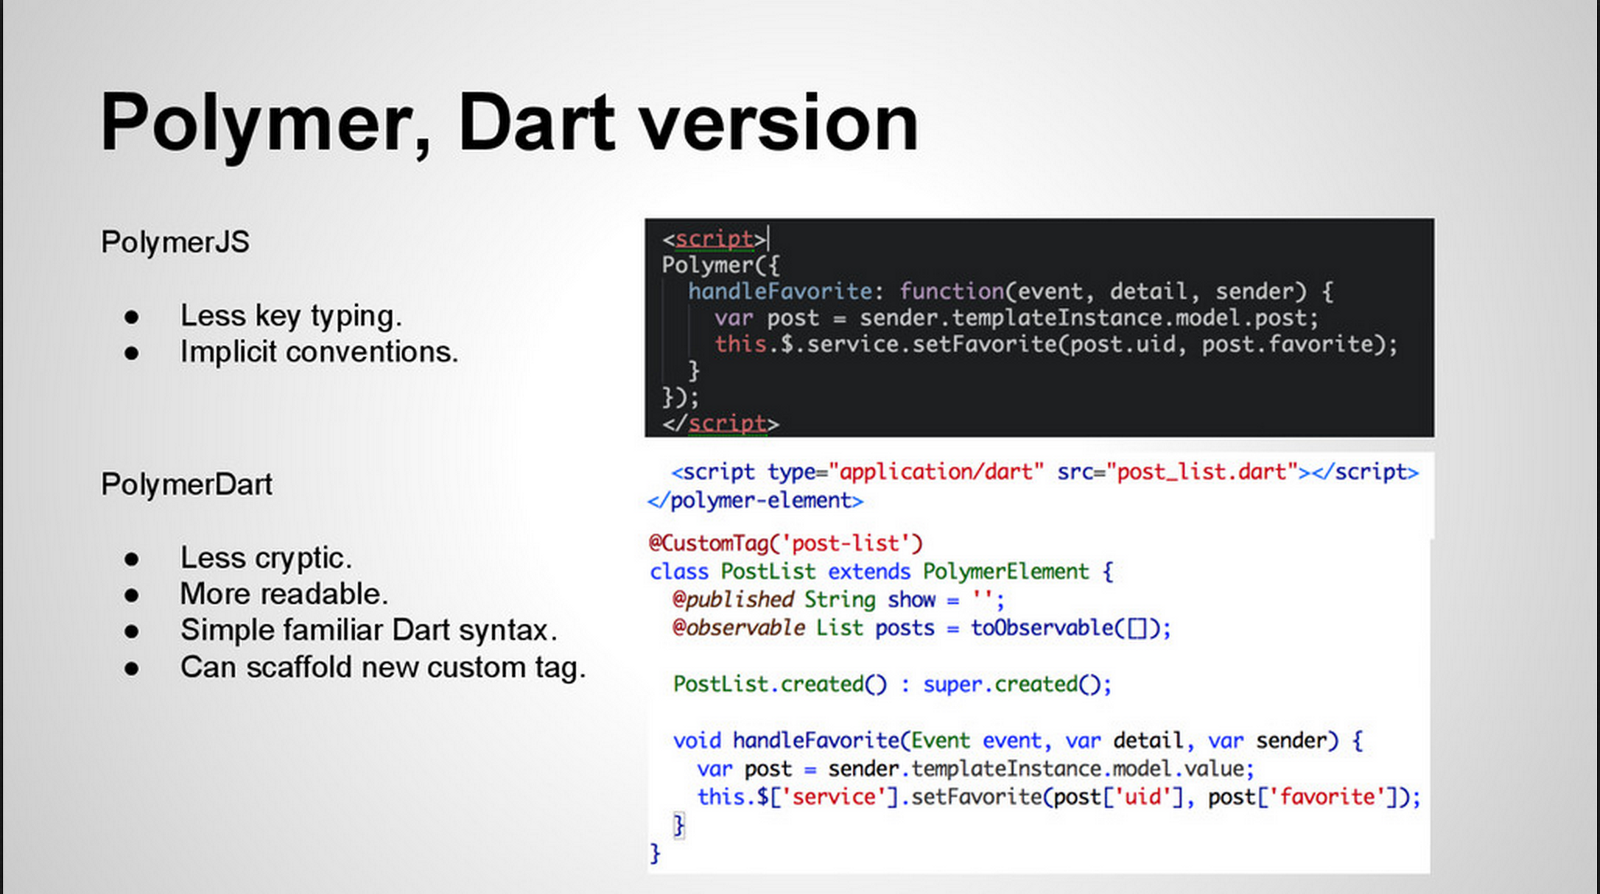 Polymer, Dart version
PolymerJS
● Less key typing.
● Implicit conventions.
PolymerDart
● Less cryptic.
● More readable.
● Simple familiar Dart syntax.
● Can scaffold new custom tag.
<script>
Polymer({
  handleFavorite: function(event, detail, sender) {
    var post = sender.templateInstance.model.post;
    this.$.service.setFavorite(post.uid, post.favorite);
  }
});
</script>
  <script type="application/dart" src="post_list.dart"></script>
</polymer-element>
@CustomTag('post-list')
class PostList extends PolymerElement {
  @published String show = '';
  @observable List posts = toObservable([]);
  PostList.created() : super.created();
  void handleFavorite(Event event, var detail, var sender) {
    var post = sender.templateInstance.model.value;
    this.$['service'].setFavorite(post['uid'], post['favorite']);
  }
}